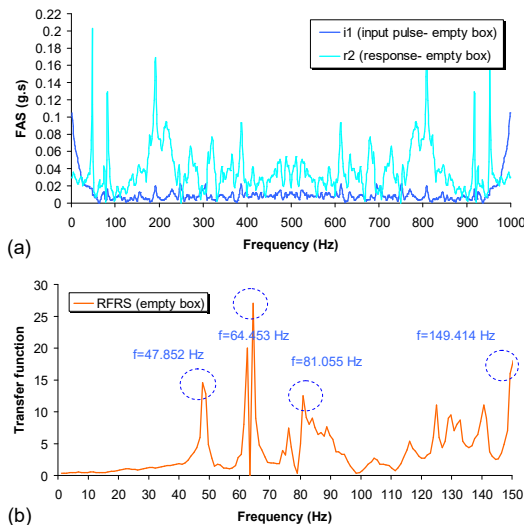 0.22
0.2
0.18
0.16
0.14
0.12
0.1
0.08
0.06
0.04
0.02
0
FAS (g.s)
i1 (input pulse- empty box)
r2 (response- empty box)
0 100 200 300 400 500 600 700 800 900 1000
Frequency (Hz)
(a)
30
25
20
15
10
5
0
Transfer function
RFRS (empty box)
f=64.453 Hz
f=149.414 Hz
f=47.852 Hz
f=81.055 Hz
0 10 20 30 40 50 60 70 80 90 100 110 120 130 140 150
Frequency (Hz)
(b)